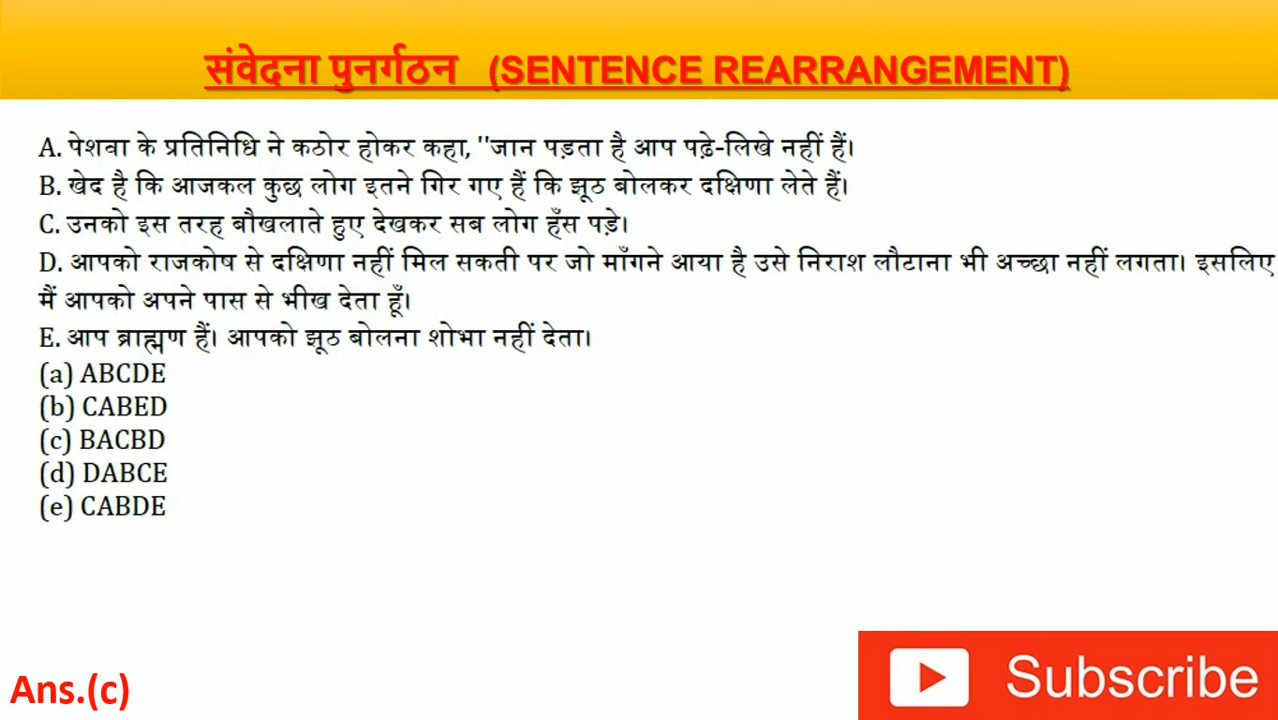 संवेदना पुनर्गठन (SENTENCE REARRANGEMENT)
A. पेशवा के प्रतिनिधि ने कठोर होकर कहा, "जान पड़ता है आप पढ़े-लिखे नहीं हैं।
B. खेद है कि आजकल कुछ लोग इतने गिर गए हैं कि झूठ बोलकर दक्षिणा लेते हैं।
C. उनको इस तरह बौखलाते हुए देखकर सब लोग हँस पड़े।
D. आपको राजकोष से दक्षिणा नहीं मिल सकती पर जो माँगने आया है उसे निराश लौटाना भी अच्छा नहीं लगता। इसलिए
मैं आपको अपने पास से भीख देता हूँ।
E. आप ब्राह्मण हैं। आपको झूठ बोलना शोभा नहीं देता।
(a) ABCDE
(b) CABED
(c) BACBD
(d) DABCE
(e) CABDE
Ans.(c)
Subscribe